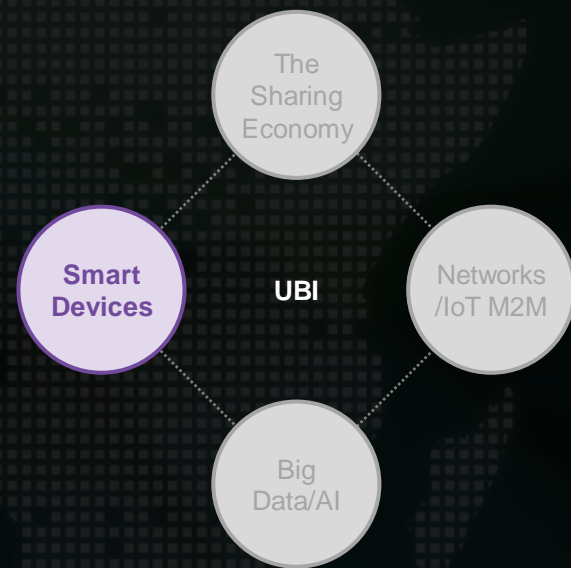 The
Sharing
Economy
Smart
Devices
UBI
Networks
/IoT M2M
Big
Data/AI